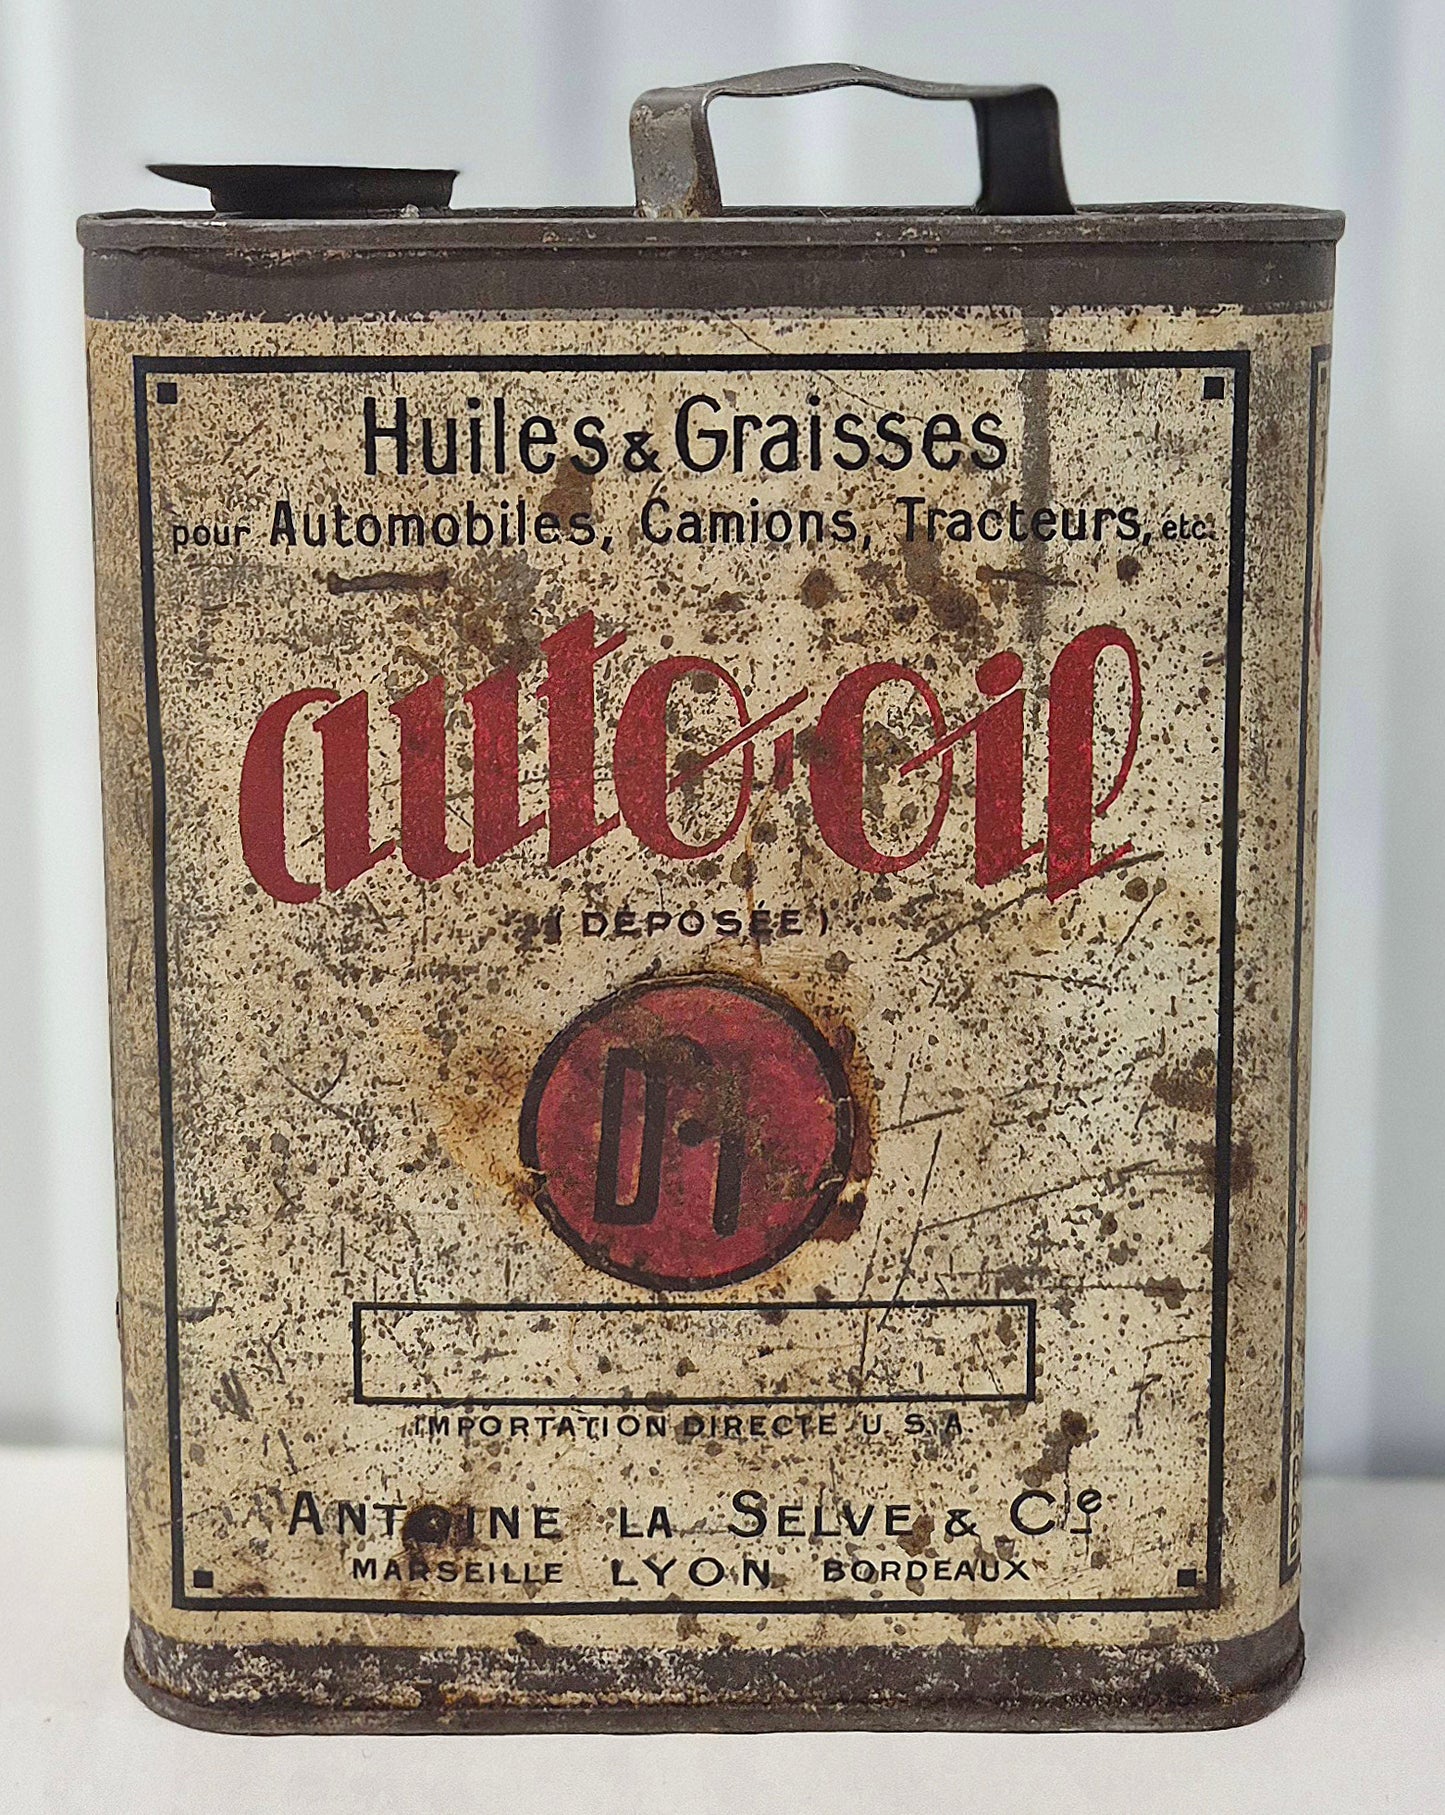 Huiles & Graisses
pour Automobiles, Camions, Tracteurs, etc.
auto-oil
(DÉPOSÉE)
IMPORTATION DIRECTE U.S.A.
ANTOINE LA SELVE & Cie
MARSEILLE LYON BORDEAUX